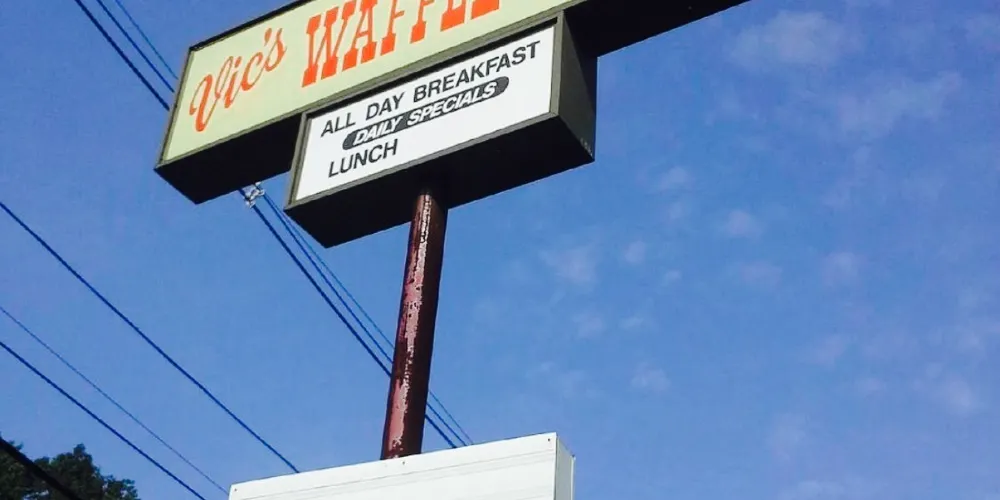 Vic's WAFFLE
ALL DAY BREAKFAST
DAILY SPECIALS
LUNCH